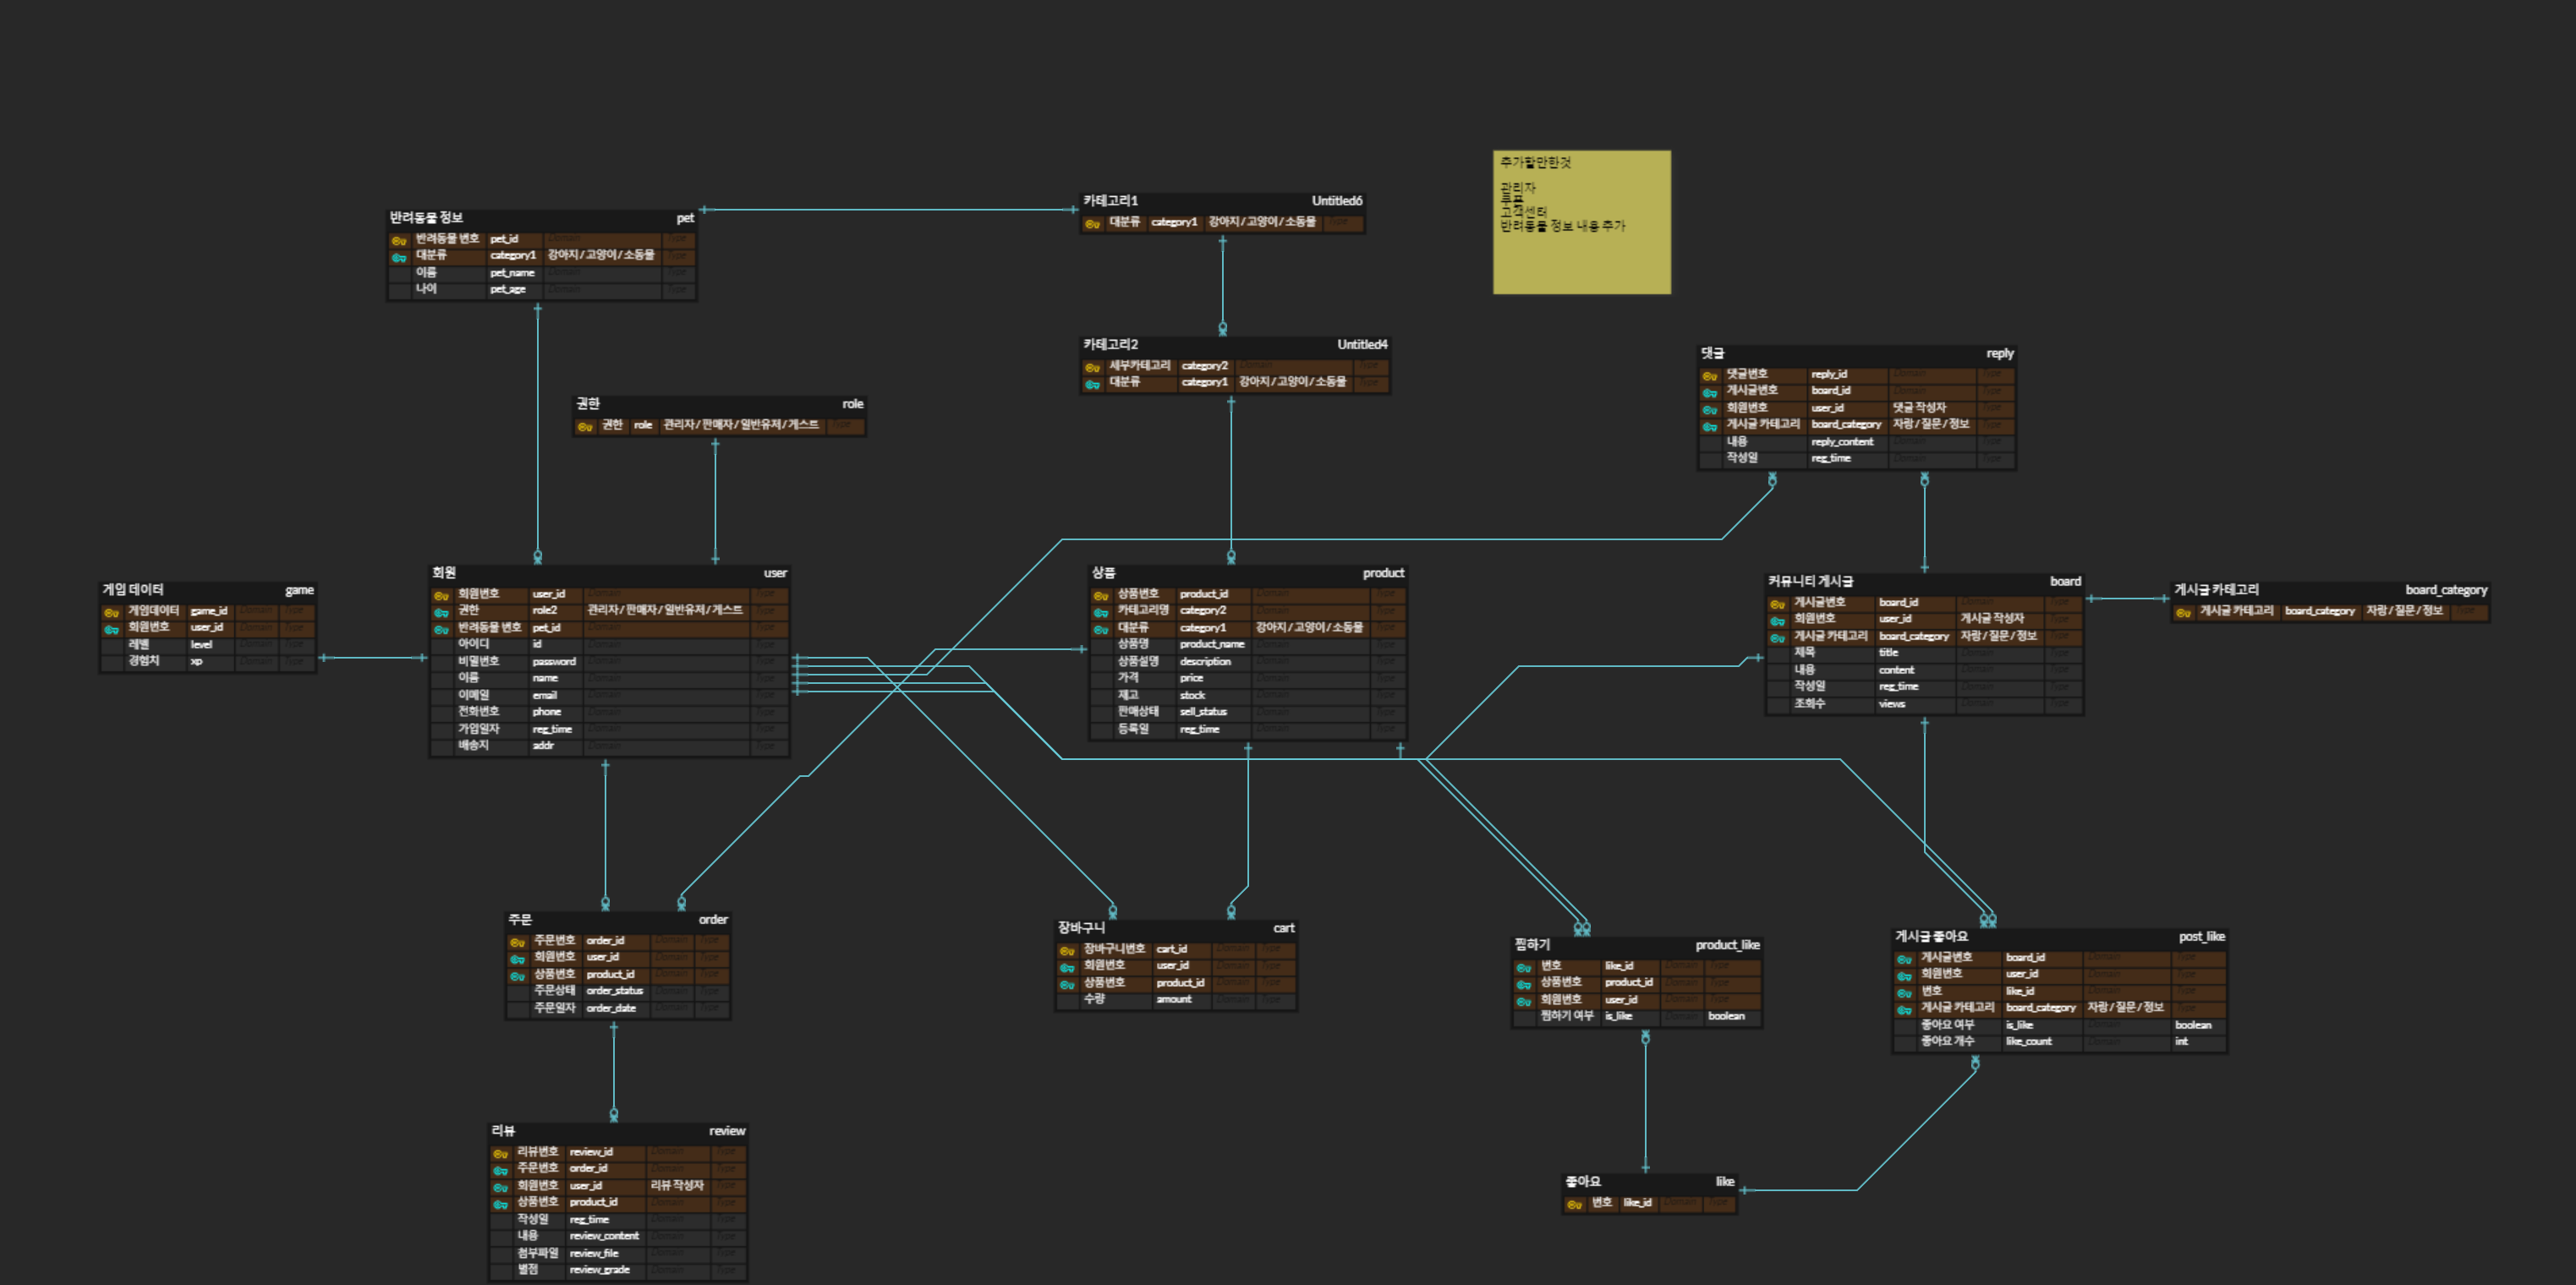 추가할만한것
관리자
쿠폰
고객센터
반려동물 정보 내용 추가
반려동물 정보 pet
반려동물 번호 pet_id Domain Type
대분류 category1 강아지 / 고양이 / 소동물 Type
이름 pet_name Domain Type
나이 pet_age Domain Type
카테고리1 Untitled6
대분류 category1 강아지 / 고양이 / 소동물 Type
카테고리2 Untitled4
세부카테고리 category2 Domain Type
대분류 category1 강아지 / 고양이 / 소동물 Type
권한 role
권한 role 관리자 / 판매자 / 일반유저 / 게스트 Type
댓글 reply
댓글번호 reply_id Domain Type
게시글번호 board_id Domain Type
회원번호 user_id 댓글 작성자 Type
게시글 카테고리 board_category 자랑 / 질문 / 정보 Type
내용 reply_content Domain Type
작성일 reg_time Domain Type
게임 데이터 game
게임데이터 game_id Domain Type
회원번호 user_id Domain Type
레벨 level Domain Type
경험치 xp Domain Type
회원 user
회원번호 user_id Domain Type
권한 role2 관리자 / 판매자 / 일반유저 / 게스트 Type
반려동물 번호 pet_id Domain Type
아이디 id Domain Type
비밀번호 password Domain Type
이름 name Domain Type
이메일 email Domain Type
전화번호 phone Domain Type
가입일자 reg_time Domain Type
배송지 addr Domain Type
상품 product
상품번호 product_id Domain Type
카테고리명 category2 Domain Type
대분류 category1 강아지 / 고양이 / 소동물 Type
상품명 product_name Domain Type
상품설명 description Domain Type
가격 price Domain Type
재고 stock Domain Type
판매상태 sell_status Domain Type
등록일 reg_time Domain Type
커뮤니티 게시글 board
게시글번호 board_id Domain Type
회원번호 user_id 게시글 작성자 Type
게시글 카테고리 board_category 자랑 / 질문 / 정보 Type
제목 title Domain Type
내용 content Domain Type
작성일 reg_time Domain Type
조회수 views Domain Type
게시글 카테고리 board_category
게시글 카테고리 board_category 자랑 / 질문 / 정보 Type
주문 order
주문번호 order_id Domain Type
회원번호 user_id Domain Type
상품번호 product_id Domain Type
주문상태 order_status Domain Type
주문일자 order_date Domain Type
장바구니 cart
장바구니번호 cart_id Domain Type
회원번호 user_id Domain Type
상품번호 product_id Domain Type
수량 amount Domain Type
찜하기 product_like
번호 like_id Domain Type
상품번호 product_id Domain Type
회원번호 user_id Domain Type
찜하기 여부 is_like Domain boolean
게시글 좋아요 post_like
게시글번호 board_id Domain Type
회원번호 user_id Domain Type
번호 like_id Domain Type
게시글 카테고리 board_category 자랑 / 질문 / 정보 Type
좋아요 여부 is_like Domain boolean
좋아요 개수 like_count Domain int
리뷰 review
리뷰번호 review_id Domain Type
주문번호 order_id Domain Type
회원번호 user_id 리뷰 작성자 Type
상품번호 product_id Domain Type
작성일 reg_time Domain Type
내용 review_content Domain Type
첨부파일 review_file Domain Type
별점 review_grade Domain Type
좋아요 like
번호 like_id Domain Type